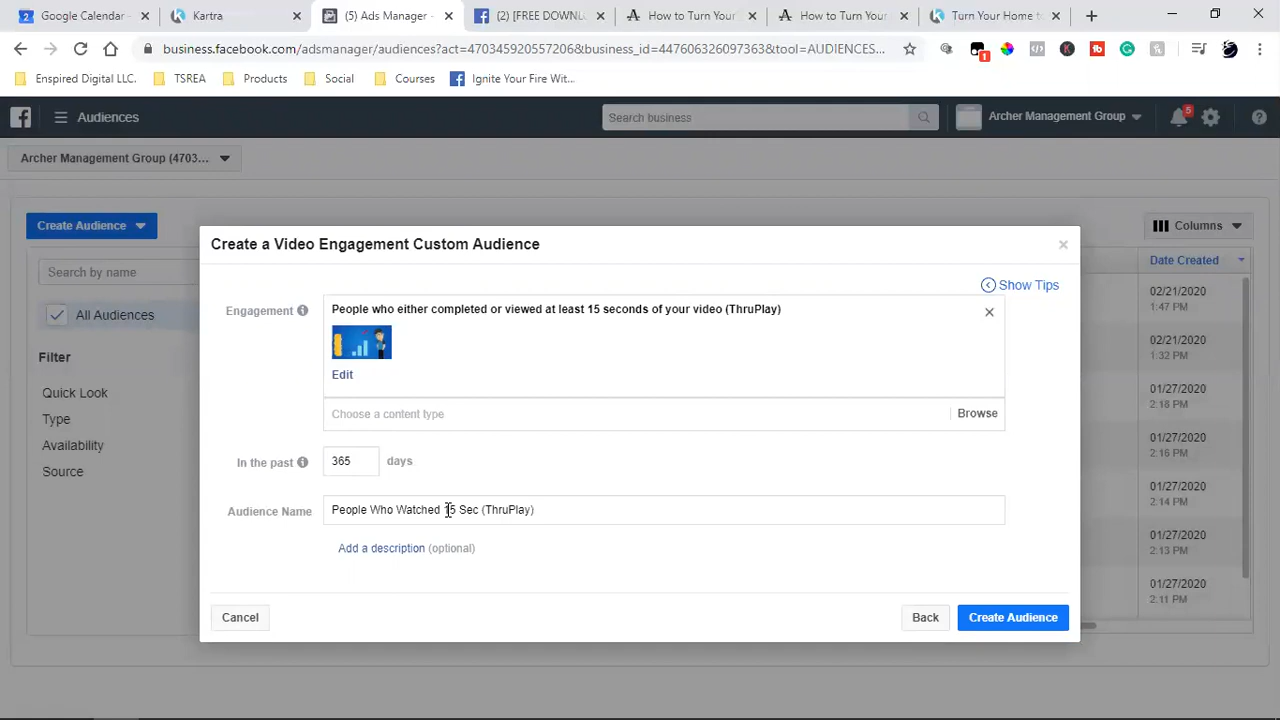 Google Calendar -
Kartra
(5) Ads Manager -
(2) [FREE DOWNL
How to Turn Your
How to Turn Your
Turn Your Home to
business.facebook.com/adsmanager/audiences?act=470345920557206&business_id=447606326097363&tool=AUDIENCES...
1
Enspired Digital LLC.
TSREA
Products
Social
Courses
Ignite Your Fire Wit...
Audiences
Search business
Archer Management Group
5
Archer Management Group (4703...
Create Audience
Columns
Search by name
All Audiences
Filter
Quick Look
Type
Availability
Source
Date Created
02/21/2020
1:47 PM
02/21/2020
1:32 PM
01/27/2020
2:18 PM
01/27/2020
2:16 PM
01/27/2020
2:13 PM
01/27/2020
2:11 PM
Create a Video Engagement Custom Audience
Show Tips
Engagement
People who either completed or viewed at least 15 seconds of your video (ThruPlay)
Edit
Choose a content type
Browse
In the past
365
days
Audience Name
People Who Watched 15 Sec (ThruPlay)
Add a description (optional)
Cancel
Back
Create Audience